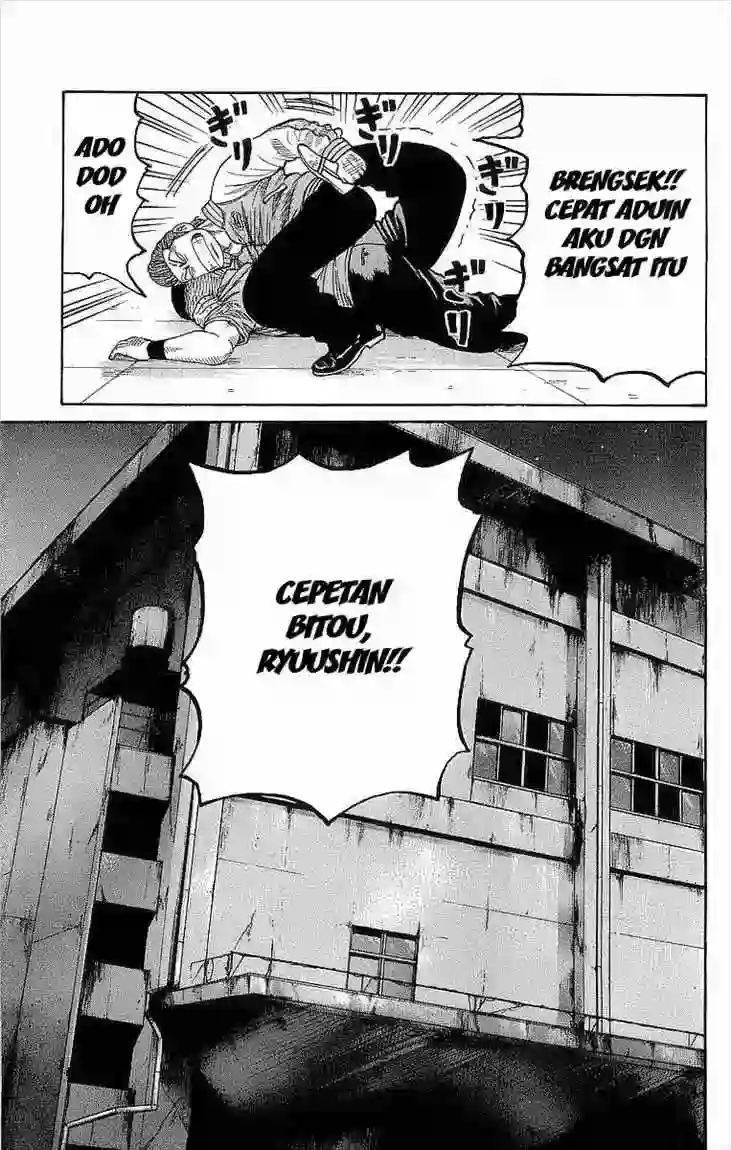 BRENGSEK!!
CEPAT ADUIN
AKU DGN
BANGSAT ITU
ADO
DOD
OH
ギリ
ギリ
ギリ
ギリ
CEPETAN
BITOU,
RYUUSHIN!!